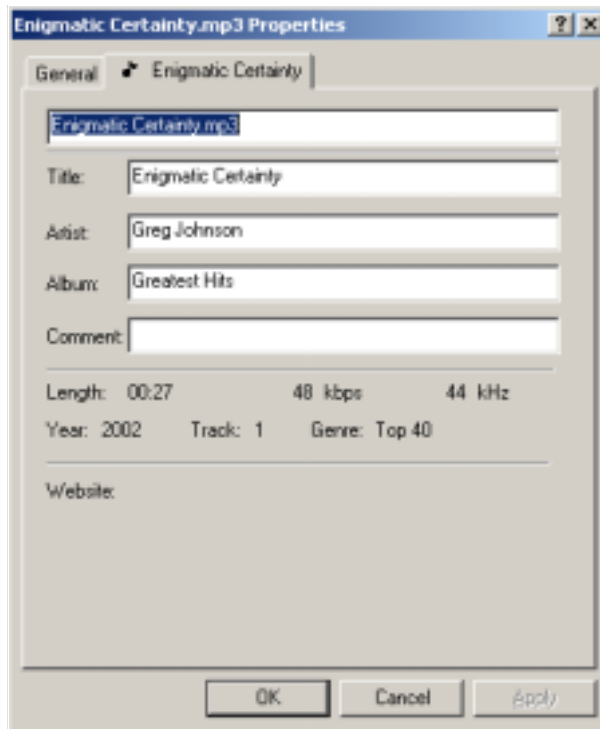 Enigmatic Certainty.mp3 Properties ? ×
General Enigmatic Certainty
Enigmatic Certainty.mp3
Title: Enigmatic Certainty
Artist: Greg Johnson
Album: Greatest Hits
Comment:
Length: 00:27 48 kbps 44 kHz
Year: 2002 Track: 1 Genre: Top 40
Website:
OK Cancel Apply